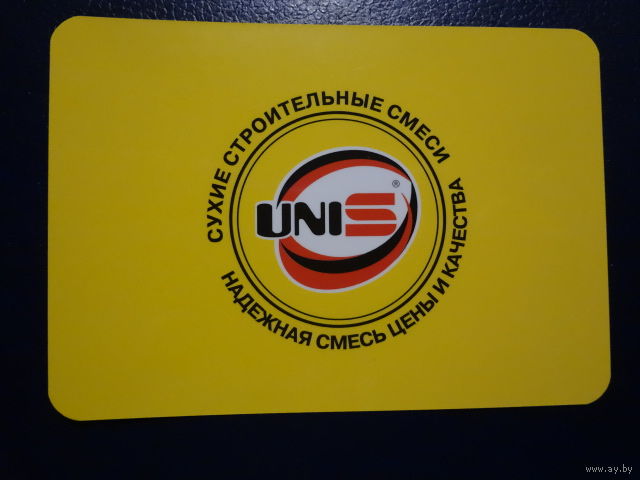 СУХИЕ СТРОИТЕЛЬНЫЕ СМЕСИ
UNIS®
НАДЕЖНАЯ СМЕСЬ ЦЕНЫ И КАЧЕСТВА
www.ay.by